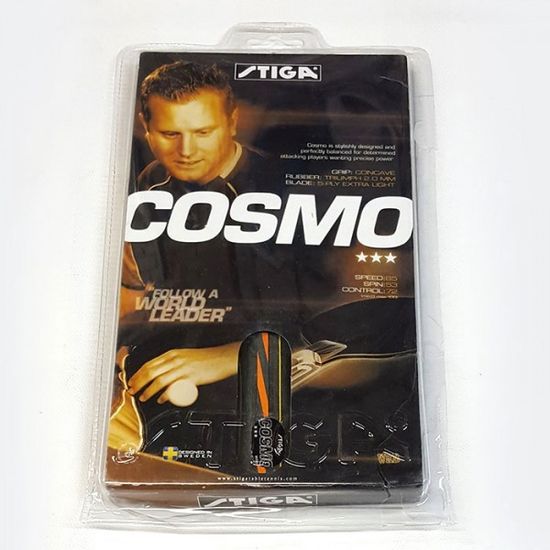 STIGA®
Cosmo is stylishly designed and
perfectly balanced for determined
attacking players wanting precise power
GRIP: CONCAVE
RUBBER: TRIUMPH 2.0 MM
BLADE: 5 PLY EXTRA LIGHT
COSMO
★★★
SPEED: 85
SPIN: 53
CONTROL: 72
"FOLLOW A
WORLD
LEADER"
COSMO
STIGA
DESIGNED IN
SWEDEN
www.stigatabletennis.com
STIGA®